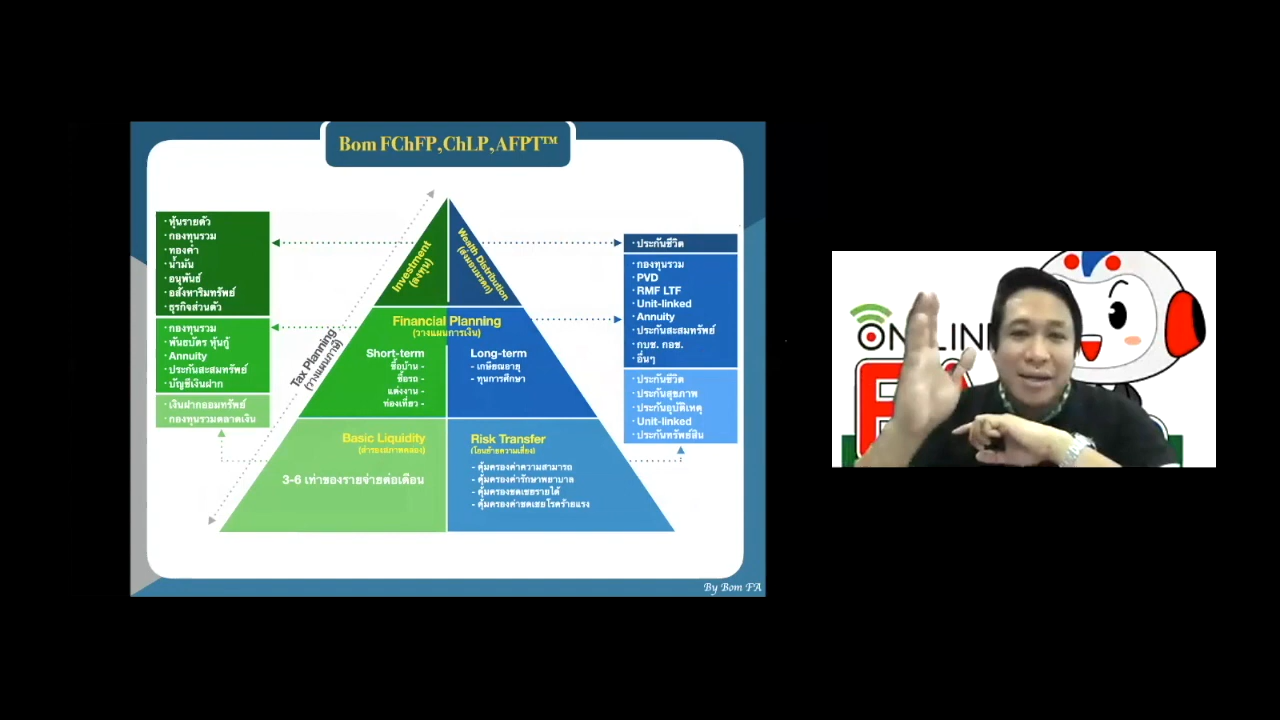 Bom FChFP,ChLP,AFPT™
· หุ้นรายตัว
· กองทุนรวม
· ทองคำ
· น้ำมัน
· อนุพันธ์
· อสังหาริมทรัพย์
· ธุรกิจส่วนตัว
· กองทุนรวม
· พันธบัตร หุ้นกู้
· Annuity
· ประกันสะสมทรัพย์
· บัญชีเงินฝาก
· เงินฝากออมทรัพย์
· กองทุนรวมตลาดเงิน
Tax Planning
(วางแผนภาษี)
Investment
(ลงทุน)
Wealth Distribution
(ส่งมอบมรดก)
Financial Planning
(วางแผนการเงิน)
Short-term
ซื้อบ้าน -
ซื้อรถ -
แต่งงาน -
ท่องเที่ยว -
Long-term
- เกษียณอายุ
- ทุนการศึกษา
Basic Liquidity
(สำรองสภาพคล่อง)
3-6 เท่าของรายจ่ายต่อเดือน
Risk Transfer
(โอนย้ายความเสี่ยง)
- คุ้มครองค่าความสามารถ
- คุ้มครองค่ารักษาพยาบาล
- คุ้มครองชดเชยรายได้
- คุ้มครองค่าชดเชยโรคร้ายแรง
· ประกันชีวิต
· กองทุนรวม
· PVD
· RMF LTF
· Unit-linked
· Annuity
· ประกันสะสมทรัพย์
· กบข. กอช.
· อื่นๆ
· ประกันชีวิต
· ประกันสุขภาพ
· ประกันอุบัติเหตุ
· Unit-linked
· ประกันทรัพย์สิน
By Bom FA